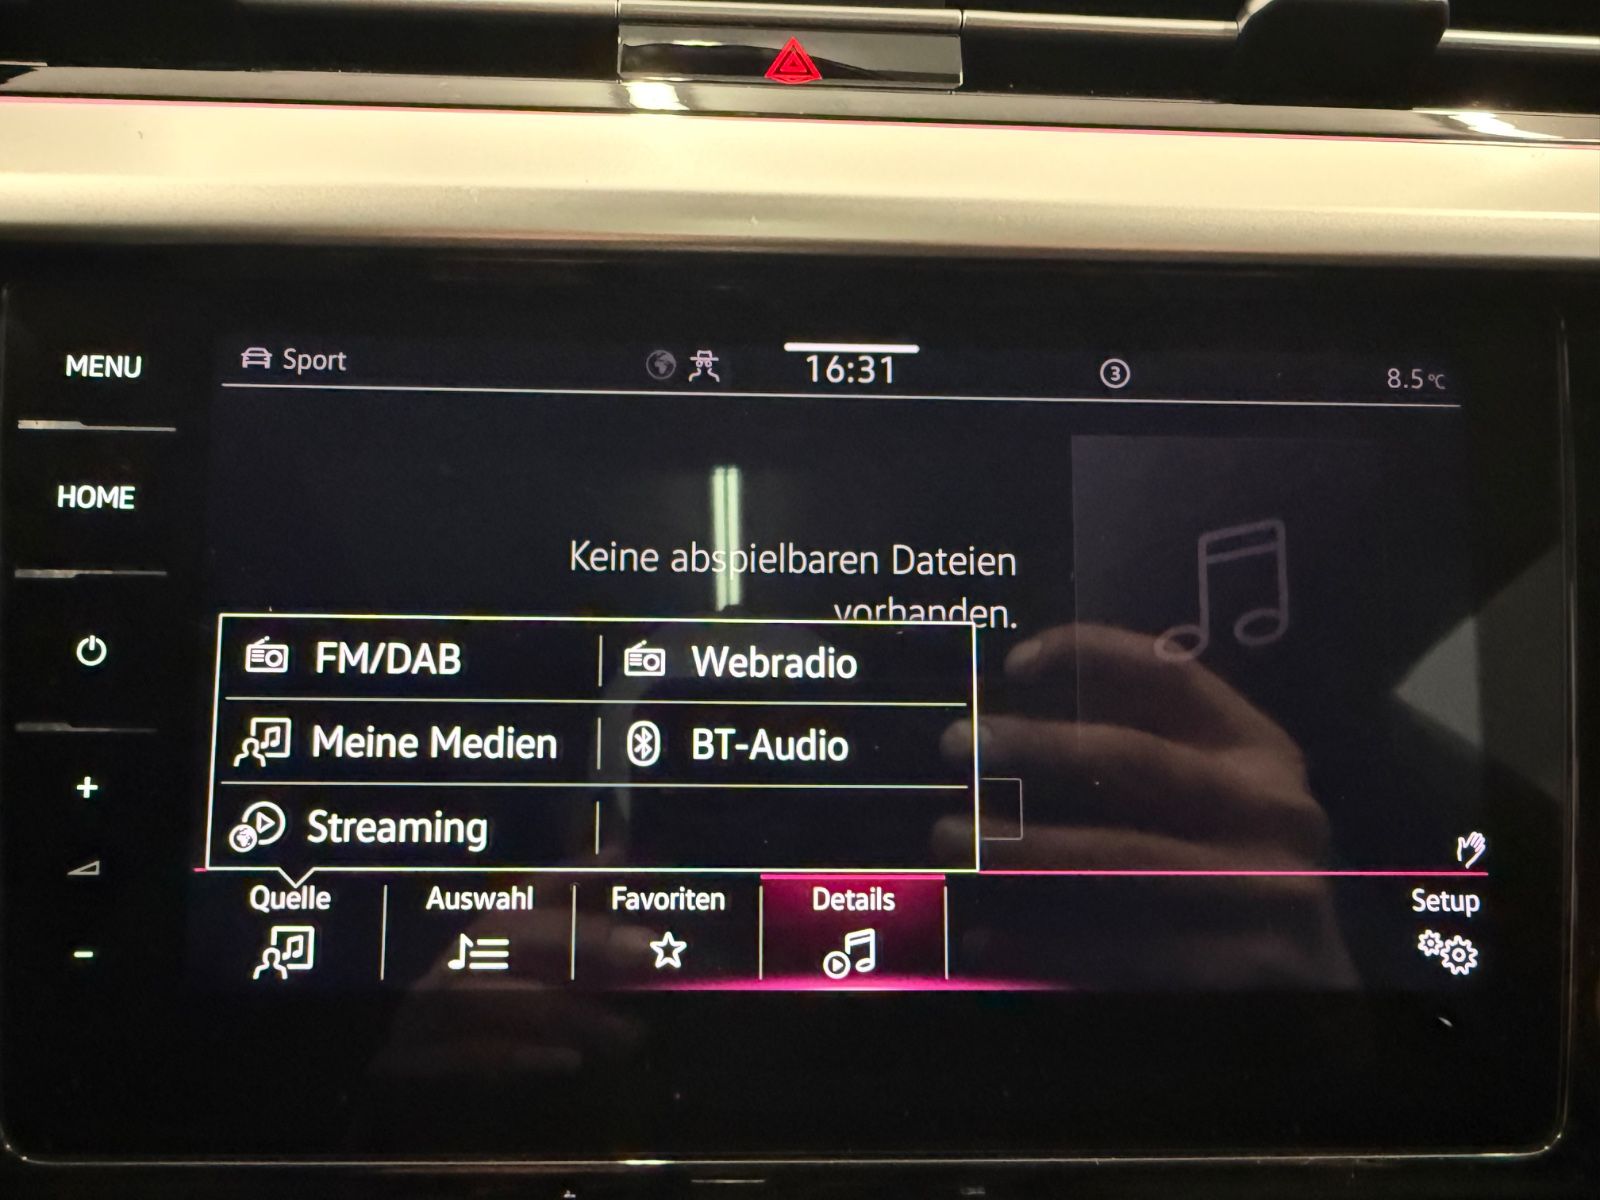 MENU
HOME
Sport
16:31
3
8.5°C
Keine abspielbaren Dateien
vorhanden.
FM/DAB
Webradio
Meine Medien
BT-Audio
Streaming
Quelle
Auswahl
Favoriten
Details
Setup
+
-